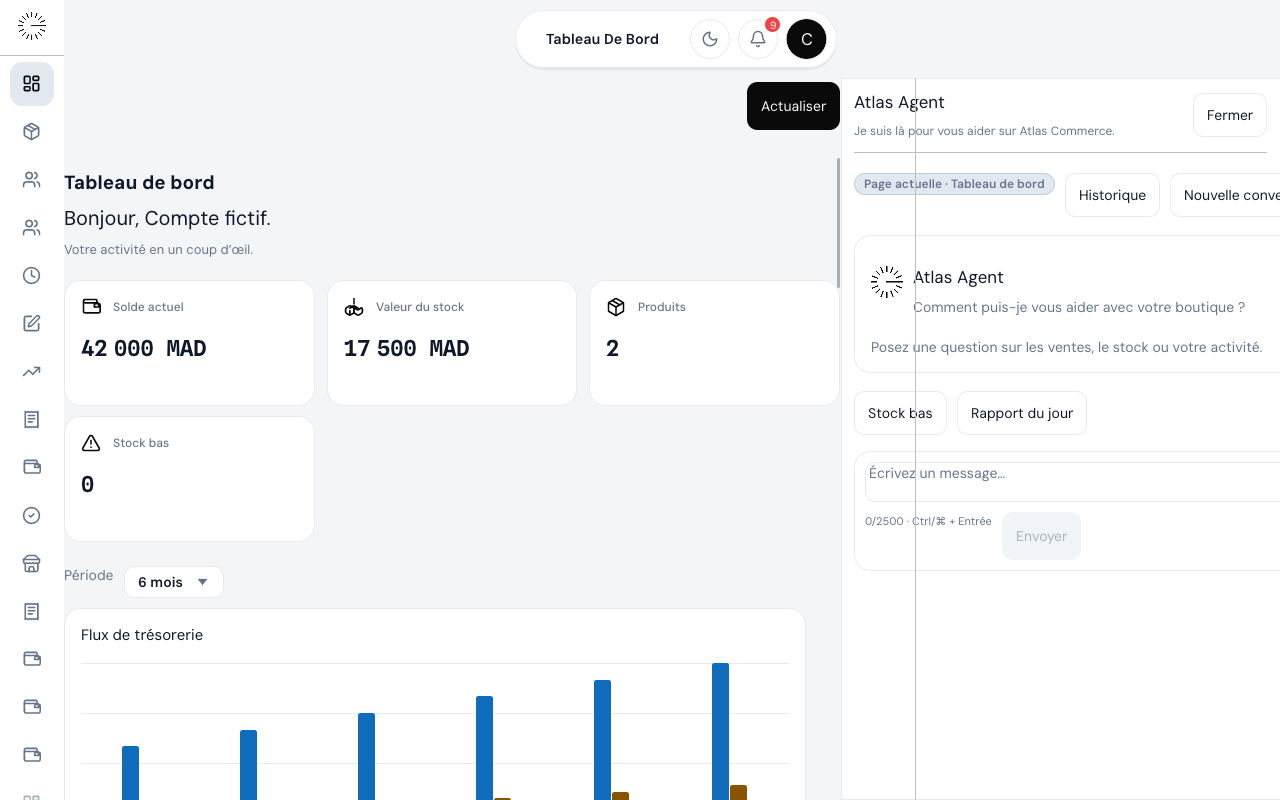 Tableau De Bord
9
C
Actualiser
Tableau de bord
Bonjour, Compte fictif.
Votre activité en un coup d’œil.
Solde actuel
42 000 MAD
Valeur du stock
17 500 MAD
Produits
2
Stock bas
0
Période
6 mois
Flux de trésorerie
Atlas Agent
Je suis là pour vous aider sur Atlas Commerce.
Fermer
Page actuelle · Tableau de bord
Historique
Nouvelle conve
Atlas Agent
Comment puis-je vous aider avec votre boutique ?
Posez une question sur les ventes, le stock ou votre activité.
Stock bas
Rapport du jour
Écrivez un message…
0/2500 · Ctrl/⌘ + Entrée
Envoyer